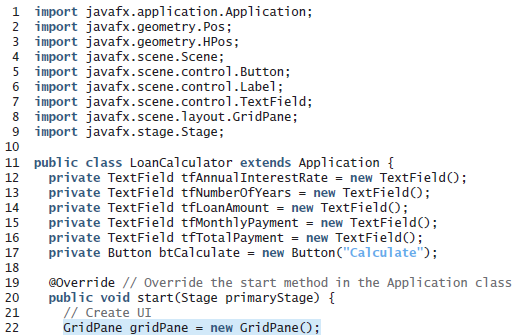 1 import javafx.application.Application;
2 import javafx.geometry.Pos;
3 import javafx.geometry.HPos;
4 import javafx.scene.Scene;
5 import javafx.scene.control.Button;
6 import javafx.scene.control.Label;
7 import javafx.scene.control.TextField;
8 import javafx.scene.layout.GridPane;
9 import javafx.stage.Stage;
10
11 public class LoanCalculator extends Application {
12   private TextField tfAnnualInterestRate = new TextField();
13   private TextField tfNumberOfYears = new TextField();
14   private TextField tfLoanAmount = new TextField();
15   private TextField tfMonthlyPayment = new TextField();
16   private TextField tfTotalPayment = new TextField();
17   private Button btCalculate = new Button("Calculate");
18
19   @Override // Override the start method in the Application class
20   public void start(Stage primaryStage) {
21     // Create UI
22     GridPane gridPane = new GridPane();